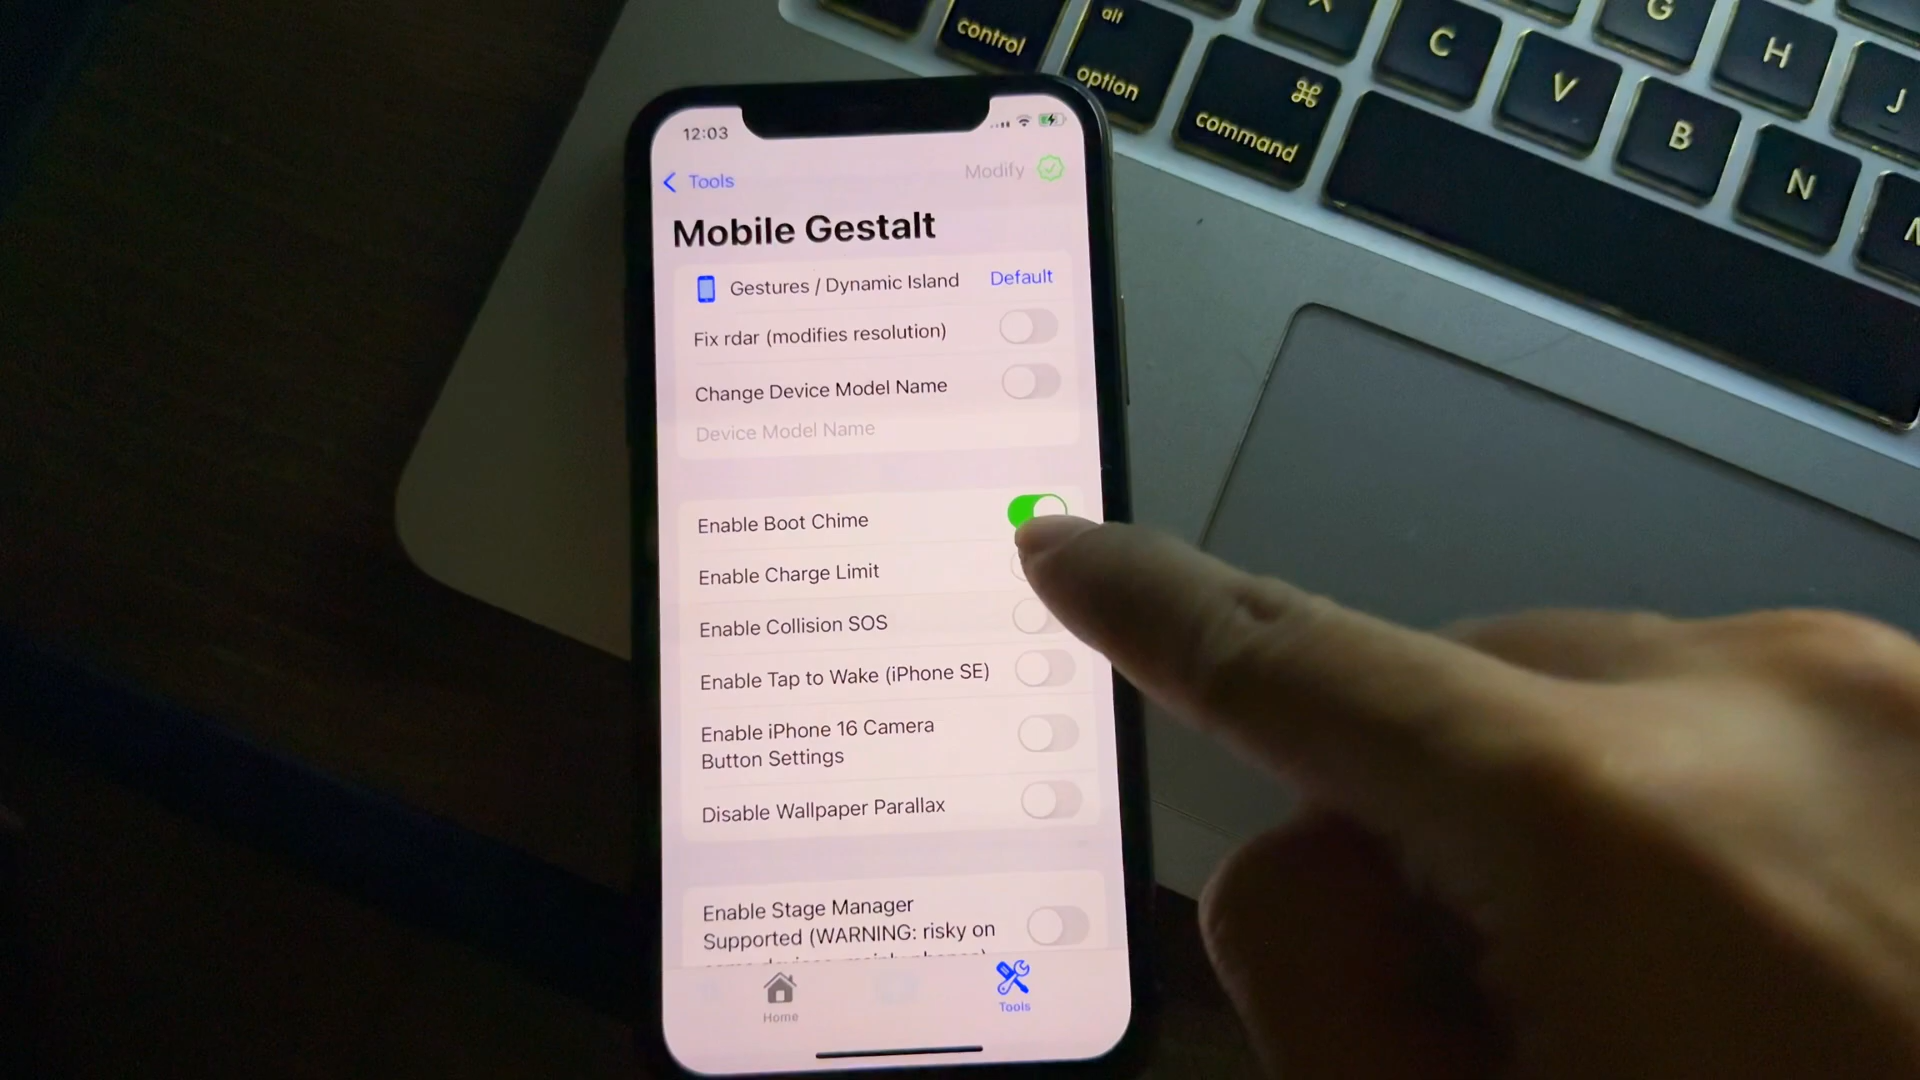 control
alt
option
⌘
command
X
C
V
G
B
H
N
J
12:03
Tools
Modify
Mobile Gestalt
Gestures / Dynamic Island
Default
Fix rdar (modifies resolution)
Change Device Model Name
Device Model Name
Enable Boot Chime
Enable Charge Limit
Enable Collision SOS
Enable Tap to Wake (iPhone SE)
Enable iPhone 16 Camera
Button Settings
Disable Wallpaper Parallax
Enable Stage Manager
Supported (WARNING: risky on
Home
Tools